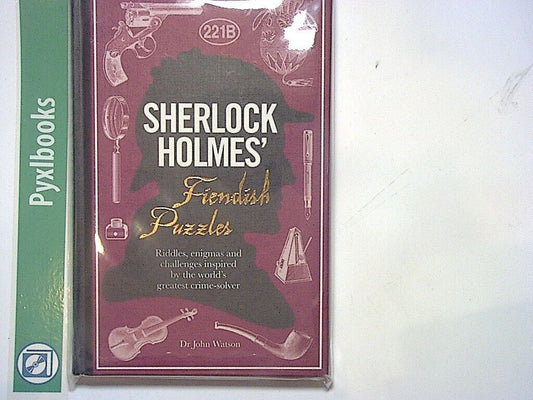 Pyxlbooks
221B
SHERLOCK
HOLMES'
Fiendish
Puzzles
Riddles, enigmas and
challenges inspired
by the world's
greatest crime-solver
Dr. John Watson